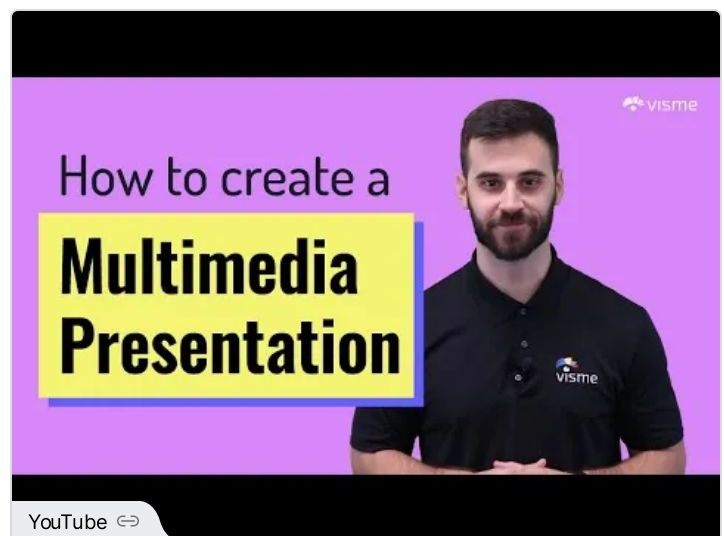 visme
How to create a
Multimedia
Presentation
visme
YouTube